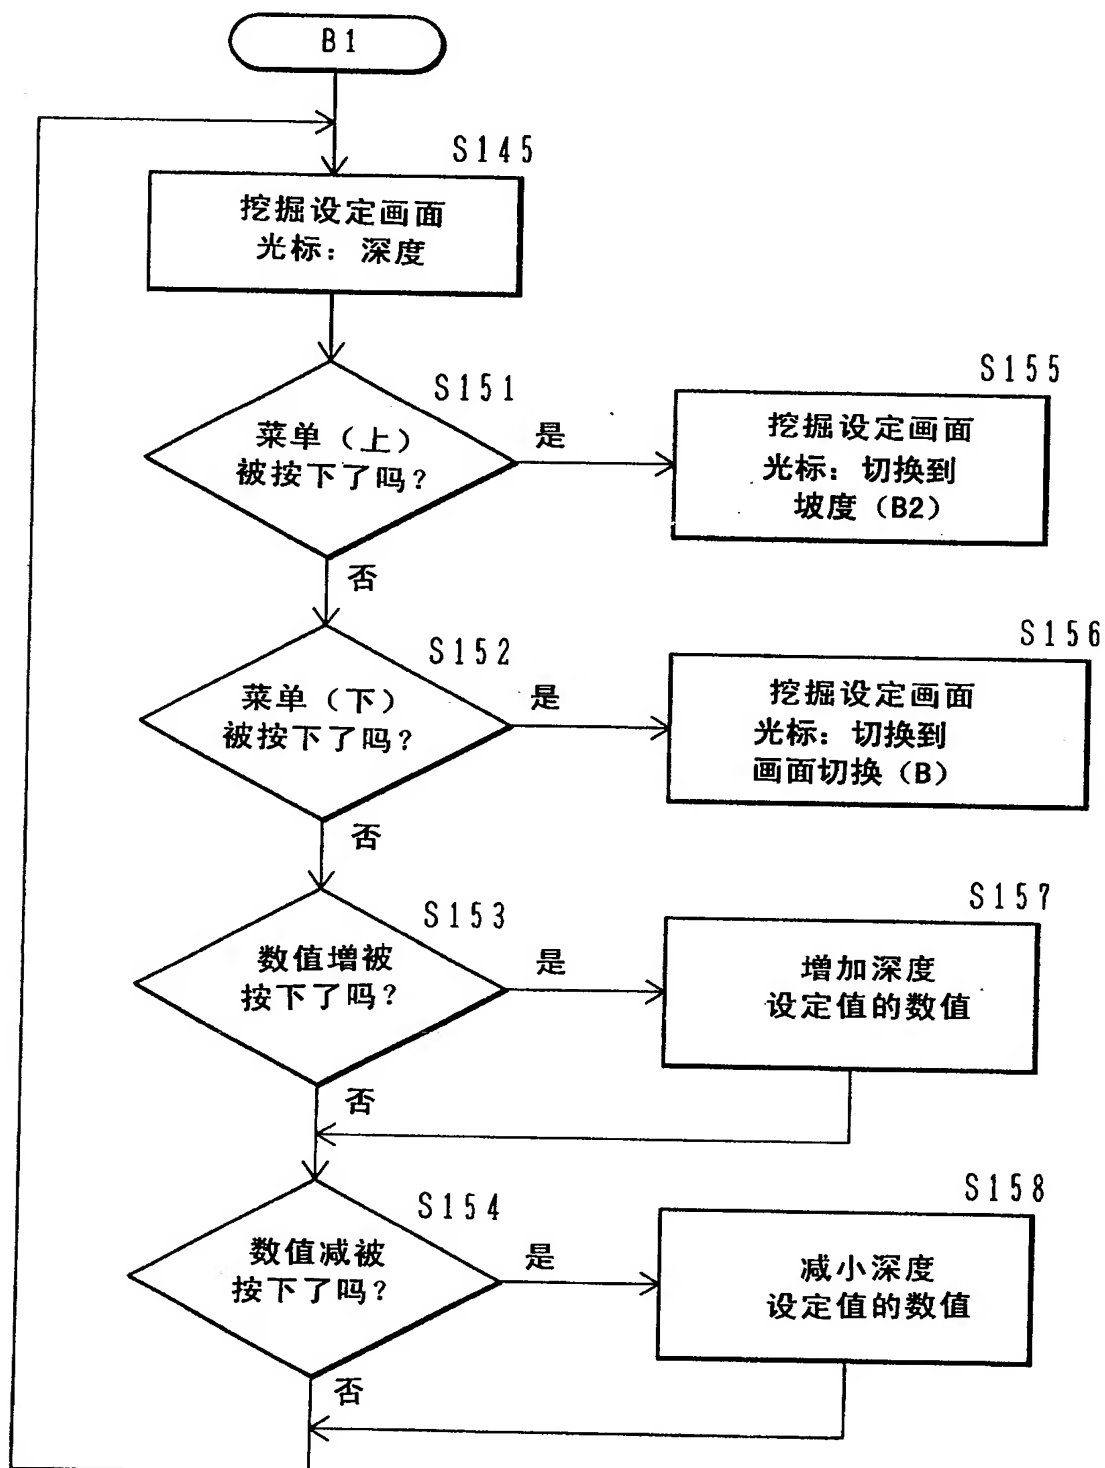 B1
S145
挖掘设定画面
光标：深度
S151
菜单（上）
被按下了吗？
是
S155
挖掘设定画面
光标：切换到
坡度（B2）
否
S152
菜单（下）
被按下了吗？
是
S156
挖掘设定画面
光标：切换到
画面切换（B）
否
S153
数值增被
按下了吗？
是
S157
增加深度
设定值的数值
否
S154
数值减被
按下了吗？
是
S158
减小深度
设定值的数值
否